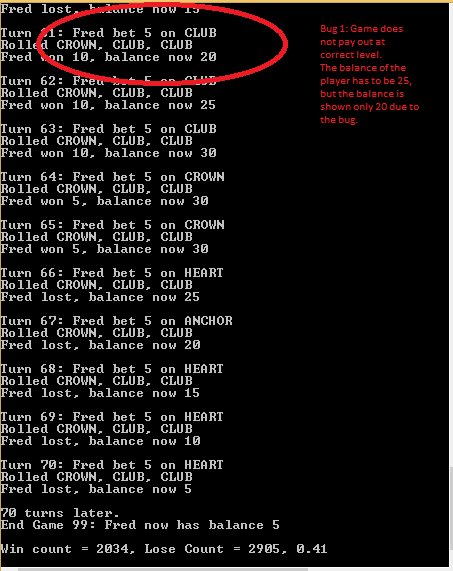 Fred lost, balance now 15
Turn 61: Fred bet 5 on CLUB
Rolled CROWN, CLUB, CLUB
Fred won 10, balance now 20
Turn 62: Fred bet 5 on CLUB
Rolled CROWN, CLUB, CLUB
Fred won 10, balance now 25
Turn 63: Fred bet 5 on CLUB
Rolled CROWN, CLUB, CLUB
Fred won 10, balance now 30
Turn 64: Fred bet 5 on CROWN
Rolled CROWN, CLUB, CLUB
Fred won 5, balance now 30
Turn 65: Fred bet 5 on CROWN
Rolled CROWN, CLUB, CLUB
Fred won 5, balance now 30
Turn 66: Fred bet 5 on HEART
Rolled CROWN, CLUB, CLUB
Fred lost, balance now 25
Turn 67: Fred bet 5 on ANCHOR
Rolled CROWN, CLUB, CLUB
Fred lost, balance now 20
Turn 68: Fred bet 5 on HEART
Rolled CROWN, CLUB, CLUB
Fred lost, balance now 15
Turn 69: Fred bet 5 on HEART
Rolled CROWN, CLUB, CLUB
Fred lost, balance now 10
Turn 70: Fred bet 5 on HEART
Rolled CROWN, CLUB, CLUB
Fred lost, balance now 5
70 turns later.
End Game 99: Fred now has balance 5
Win count = 2034, Lose Count = 2905, 0.41
Bug 1: Game does
not pay out at
correct level.
The balance of the
player has to be 25,
but the balance is
shown only 20 due to
the bug.